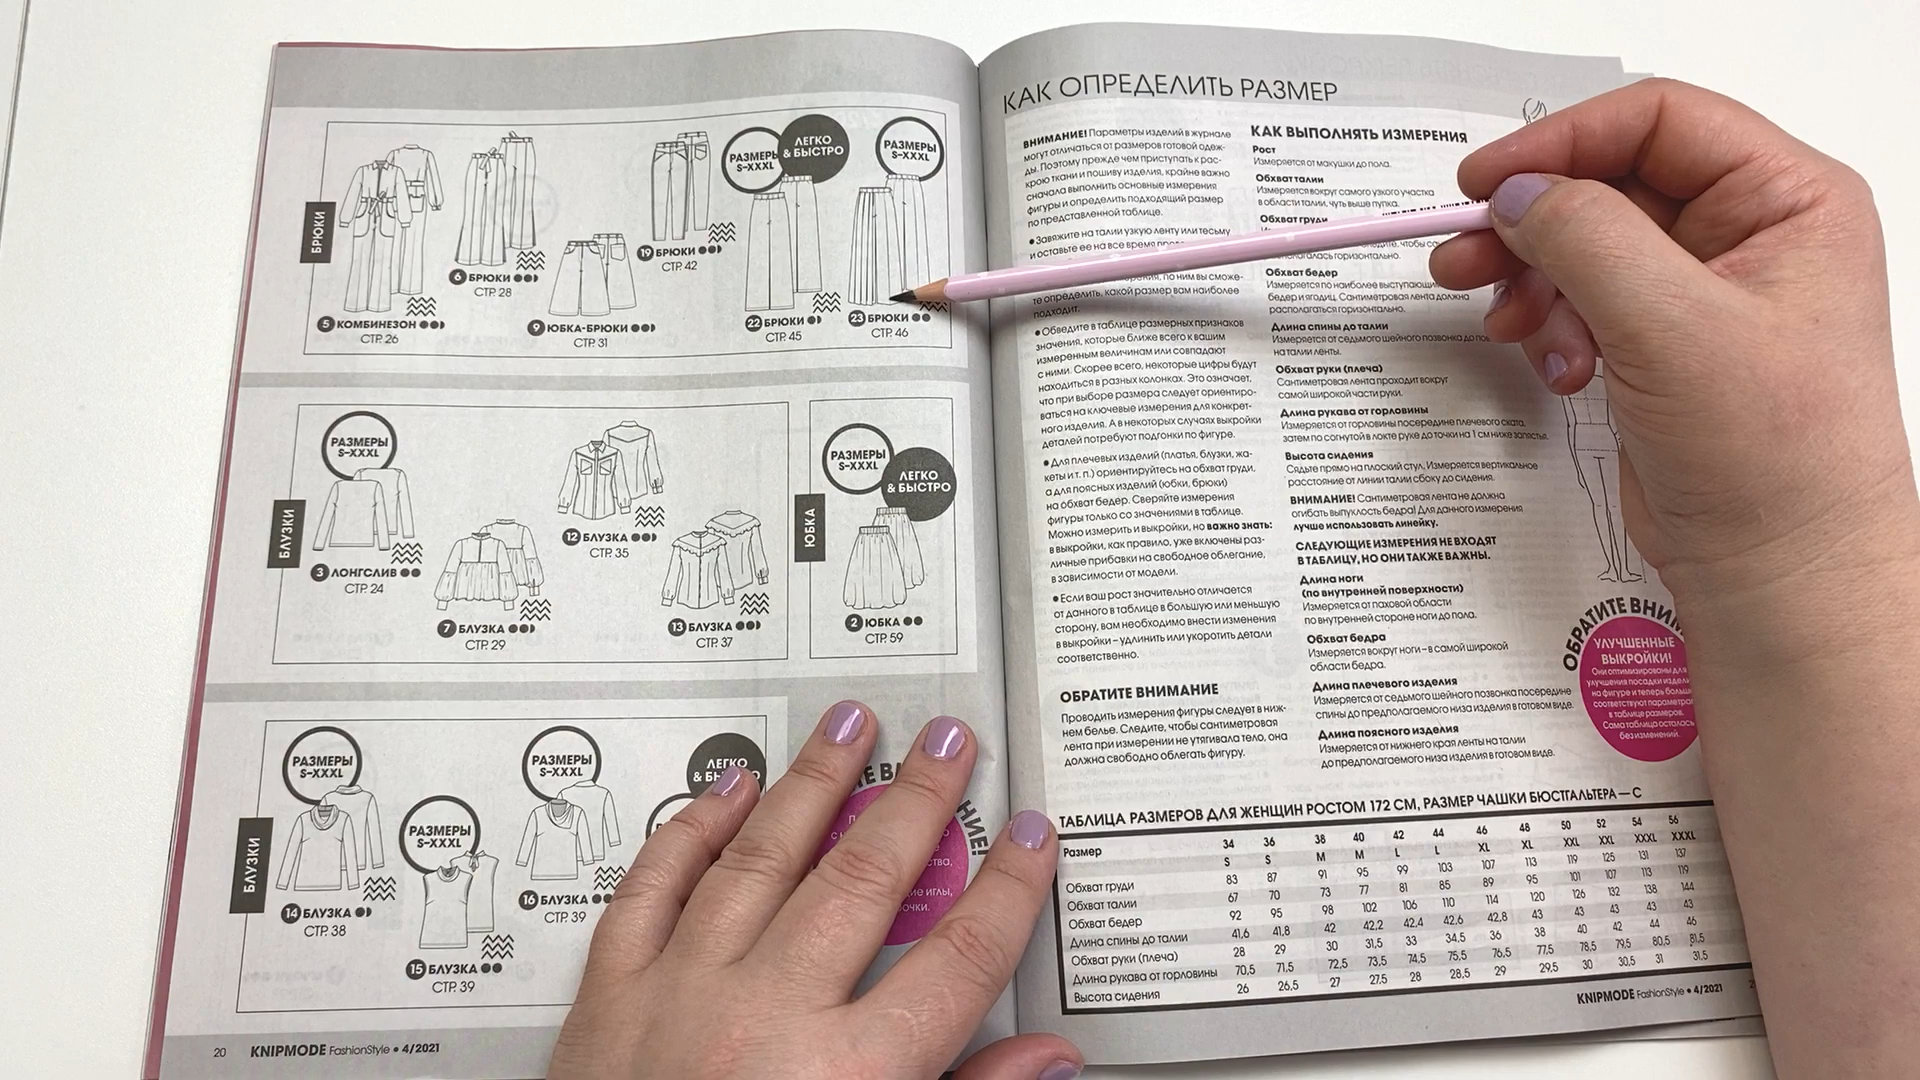 БРЮКИ
РАЗМЕРЫ
S–XXXL
ЛЕГКО
& БЫСТРО
РАЗМЕРЫ
S–XXXL
5 КОМБИНЕЗОН
СТР. 26
6 БРЮКИ
СТР. 28
9 ЮБКА-БРЮКИ
СТР. 31
19 БРЮКИ
СТР. 42
22 БРЮКИ
СТР. 45
23 БРЮКИ
СТР. 46
БЛУЗКИ
РАЗМЕРЫ
S–XXXL
3 ЛОНГСЛИВ
СТР. 24
7 БЛУЗКА
СТР. 29
12 БЛУЗКА
СТР. 35
13 БЛУЗКА
СТР. 37
ЮБКА
РАЗМЕРЫ
S–XXXL
ЛЕГКО
& БЫСТРО
2 ЮБКА
СТР. 59
БЛУЗКИ
РАЗМЕРЫ
S–XXXL
РАЗМЕРЫ
S–XXXL
РАЗМЕРЫ
S–XXXL
ЛЕГКО
14 БЛУЗКА
СТР. 38
15 БЛУЗКА
СТР. 39
16 БЛУЗКА
СТР. 39
20 KNIPMODE FashionStyle • 4/2021
КАК ОПРЕДЕЛИТЬ РАЗМЕР
ВНИМАНИЕ! Параметры изделий в журнале
могут отличаться от размеров готовой одеж-
ды. Поэтому прежде чем приступать к рас-
крою ткани и пошиву изделия, крайне важно
сначала выполнить основные измерения
фигуры и определить подходящий размер
по представленной таблице.
• Завяжите на талии узкую ленту или тесьму
и оставьте ее на все время
по ним вы сможе-
те определить, какой размер вам наиболее
подходит.
• Обведите в таблице размерных признаков
значения, которые ближе всего к вашим
измеренным величинам или совпадают
с ними. Скорее всего, некоторые цифры будут
находиться в разных колонках. Это означает,
что при выборе размера следует ориентиро-
ваться на ключевые измерения для конкрет-
ного изделия. А в некоторых случаях выкройки
деталей потребуют подгонки по фигуре.
• Для плечевых изделий (платья, блузки, жа-
кеты и т. п.) ориентируйтесь на обхват груди,
а для поясных изделий (юбки, брюки)
на обхват бедер. Сверяйте измерения
фигуры только со значениями в таблице.
Можно измерить и выкройки, но важно знать:
в выкройки, как правило, уже включены раз-
личные прибавки на свободное облегание,
в зависимости от модели.
• Если ваш рост значительно отличается
от данного в таблице в большую или меньшую
сторону, вам необходимо внести изменения
в выкройки – удлинить или укоротить детали
соответственно.
ОБРАТИТЕ ВНИМАНИЕ
Проводить измерения фигуры следует в ниж-
нем белье. Следите, чтобы сантиметровая
лента при измерении не утягивала тело, она
должна свободно облегать фигуру.
КАК ВЫПОЛНЯТЬ ИЗМЕРЕНИЯ
Рост
Измеряется от макушки до пола.
Обхват талии
Измеряется вокруг самого узкого участка
в области талии, чуть выше пупка.
Обхват груди
горизонтально.
Обхват бедер
Измеряется по наиболее
бедер и ягодиц. Сантиметровая лента должна
располагаться горизонтально.
Длина спины до талии
Измеряется от седьмого шейного позвонка до
на талии ленты.
Обхват руки (плеча)
Сантиметровая лента проходит вокруг
самой широкой части руки.
Длина рукава от горловины
Измеряется от горловины посередине плечевого ската,
затем по согнутой в локте руке до точки на 1 см ниже запястья.
Высота сидения
Сядьте прямо на плоский стул. Измеряется вертикальное
расстояние от линии талии сбоку до сидения.
ВНИМАНИЕ! Сантиметровая лента не должна
огибать выпуклость бедра! Для данного измерения
лучше использовать линейку.
СЛЕДУЮЩИЕ ИЗМЕРЕНИЯ НЕ ВХОДЯТ
В ТАБЛИЦУ, НО ОНИ ТАКЖЕ ВАЖНЫ.
Длина ноги
(по внутренней поверхности)
Измеряется от паховой области
по внутренней стороне ноги до пола.
Обхват бедра
Измеряется вокруг ноги – в самой широкой
области бедра.
Длина плечевого изделия
Измеряется от седьмого шейного позвонка посередине
спины до предполагаемого низа изделия в готовом виде.
Длина поясного изделия
Измеряется от нижнего края ленты на талии
до предполагаемого низа изделия в готовом виде.
ОБРАТИТЕ
УЛУЧШЕННЫЕ
ВЫКРОЙКИ!
Они оптимизированы для
улучшения посадки
на фигуре и теперь
соответствуют
в таблице размеров.
Сама таблица осталась
без изменений.
ТАБЛИЦА РАЗМЕРОВ ДЛЯ ЖЕНЩИН РОСТОМ 172 СМ, РАЗМЕР ЧАШКИ БЮСТГАЛЬТЕРА — С
Размер 34 36 38 40 42 44 46 48 50 52 54 56
S S M M L L XL XL XXL XXL XXXL XXXL
Обхват груди 83 87 91 95 99 103 107 113 119 125 131 137
Обхват талии 67 70 73 77 81 85 89 95 101 107 113 119
Обхват бедер 92 95 98 102 106 110 114 120 126 132 138 144
Длина спины до талии 41,6 41,8 42 42,2 42,4 42,6 42,8 43 43 43 43 43
Обхват руки (плеча) 28 29 30 31,5 33 34,5 36 38 40 42 44 46
Длина рукава от горловины 70,5 71,5 72,5 73,5 74,5 75,5 76,5 77,5 78,5 79,5 80,5 81,5
Высота сидения 26 26,5 27 27,5 28 28,5 29 29,5 30 30,5 31 31,5
KNIPMODE FashionStyle • 4/2021